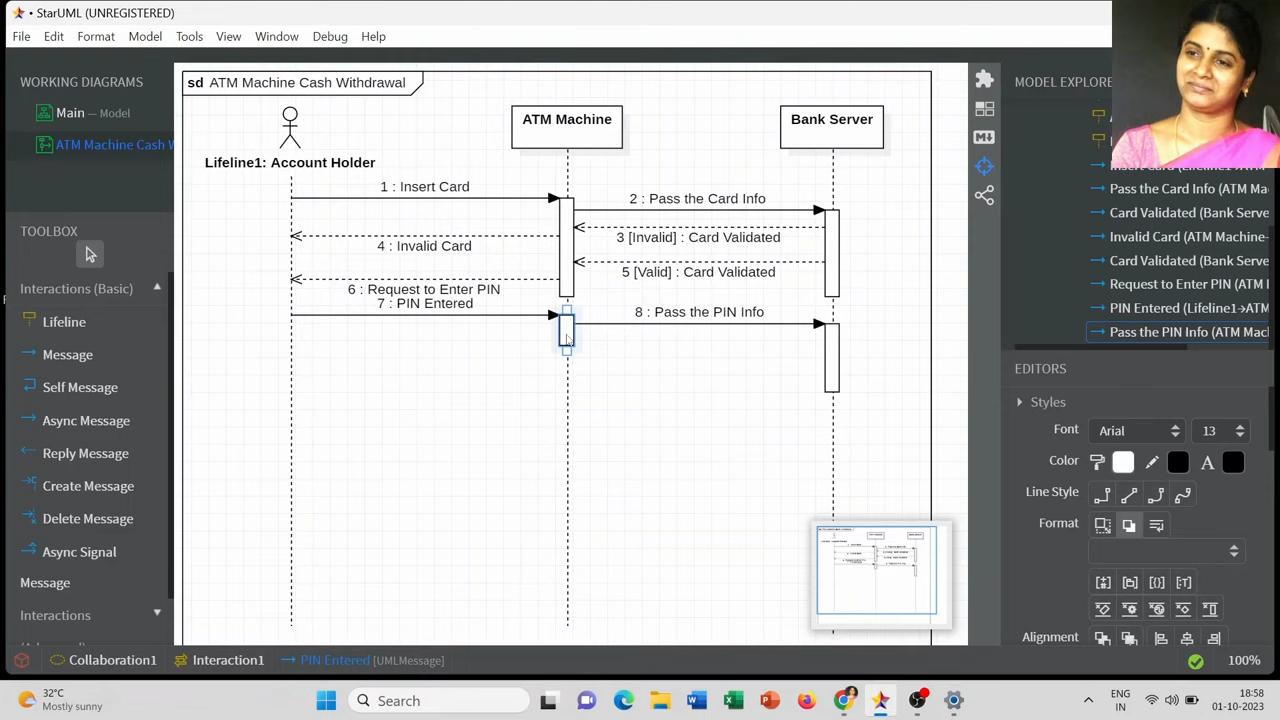 StarUML (UNREGISTERED)
File Edit Format Model Tools View Window Debug Help
WORKING DIAGRAMS
Main — Model
ATM Machine Cash W
TOOLBOX
Interactions (Basic)
Lifeline
Message
Self Message
Async Message
Reply Message
Create Message
Delete Message
Async Signal
Message
Interactions
sd ATM Machine Cash Withdrawal
ATM Machine
Bank Server
Lifeline1: Account Holder
1 : Insert Card
2 : Pass the Card Info
3 [Invalid] : Card Validated
4 : Invalid Card
5 [Valid] : Card Validated
6 : Request to Enter PIN
7 : PIN Entered
8 : Pass the PIN Info
MODEL EXPLORE
Insert Card (Lifeline1→ATM
Pass the Card Info (ATM Ma
Card Validated (Bank Serve
Invalid Card (ATM Machine-
Card Validated (Bank Serve
Request to Enter PIN (ATM
PIN Entered (Lifeline1→ATM
Pass the PIN Info (ATM Macl
EDITORS
Styles
Font Arial 13
Color
Line Style
Format
Alignment
Collaboration1 Interaction1 PIN Entered [UMLMessage]
100%
32°C
Mostly sunny
Search
ENG
IN
18:58
01-10-2023